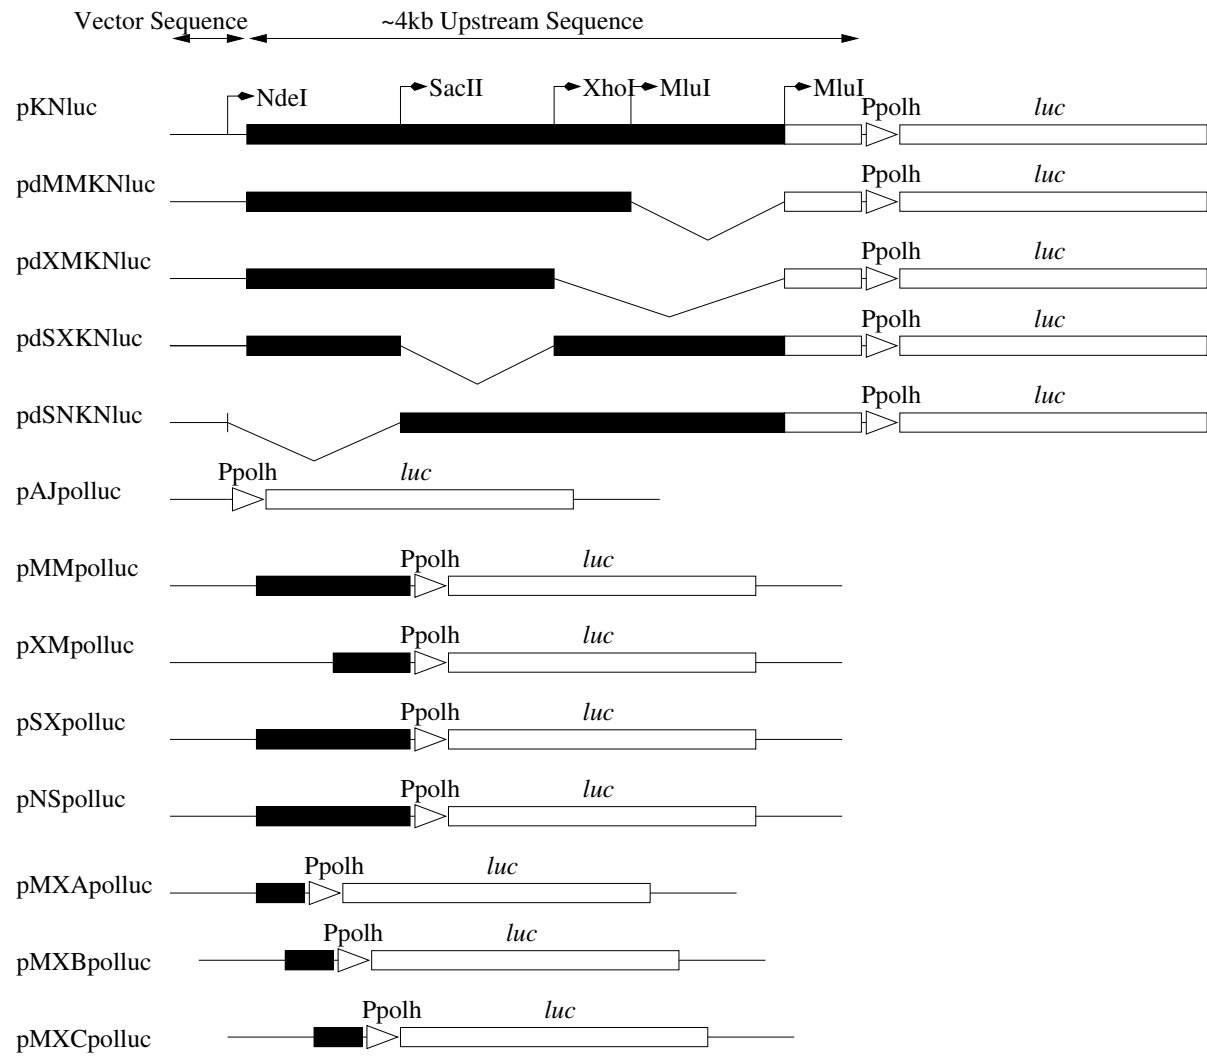 Vector Sequence ~4kb Upstream Sequence
NdeI SacII XhoI MluI MluI
pKNluc Ppolh luc
pdMMKNluc Ppolh luc
pdXMKNluc Ppolh luc
pdSXKNluc Ppolh luc
pdSNKNluc Ppolh luc
pAJpolluc Ppolh luc
pMMpolluc Ppolh luc
pXMpolluc Ppolh luc
pSXpolluc Ppolh luc
pNSpolluc Ppolh luc
pMXApolluc Ppolh luc
pMXBpolluc Ppolh luc
pMXCpolluc Ppolh luc